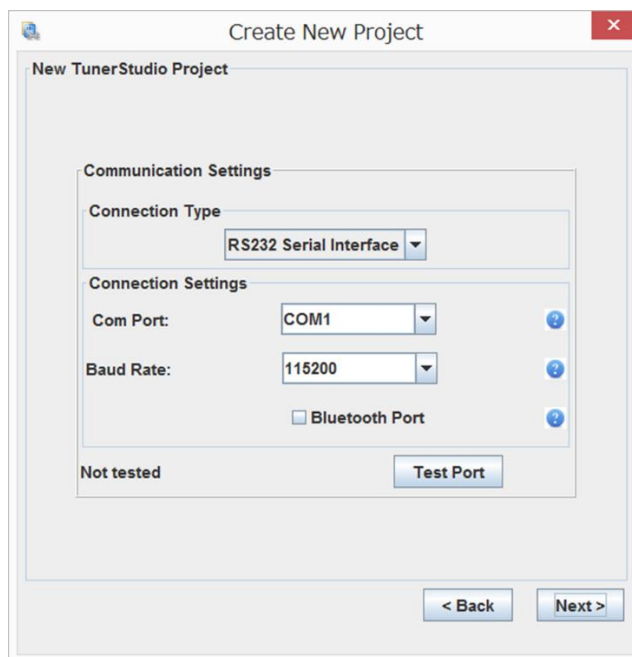 Create New Project
New TunerStudio Project
Communication Settings
Connection Type
RS232 Serial Interface
Connection Settings
Com Port:
COM1
Baud Rate:
115200
Bluetooth Port
Not tested
Test Port
< Back
Next >